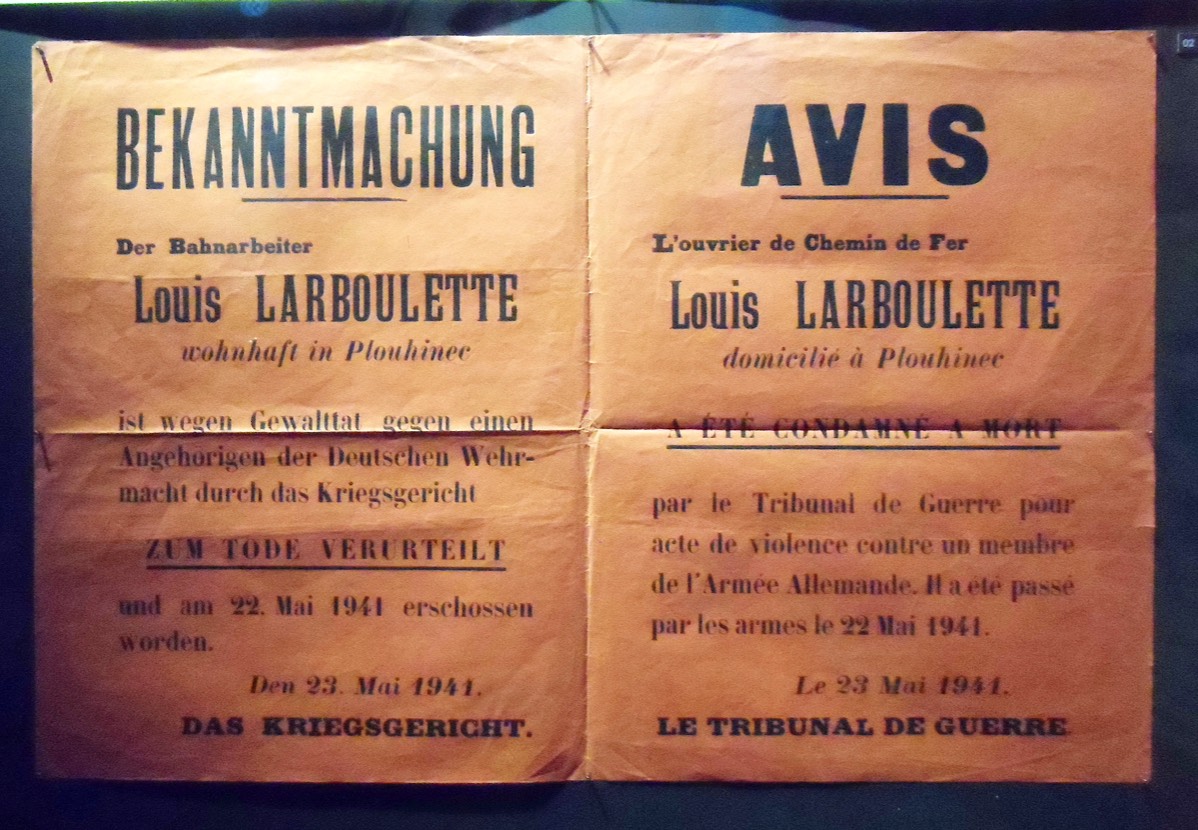 BEKANNTMACHUNG
Der Bahnarbeiter
Louis LARBOULETTE
wohnhaft in Plouhinec
ist wegen Gewalttat gegen einen
Angehorigen der Deutschen Wehr-
macht durch das Kriegsgericht
ZUM TODE VERURTEILT
und am 22. Mai 1941 erschossen
worden.
Den 23. Mai 1941.
DAS KRIEGSGERICHT.
AVIS
L'ouvrier de Chemin de Fer
Louis LARBOULETTE
domicilié à Plouhinec
A ÉTÉ CONDAMNÉ A MORT
par le Tribunal de Guerre pour
acte de violence contre un membre
de l'Armée Allemande. Il a été passé
par les armes le 22 Mai 1941.
Le 23 Mai 1941.
LE TRIBUNAL DE GUERRE
02